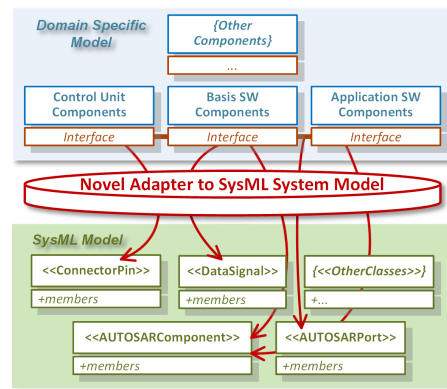 Domain Specific
Model
{Other
Components}
...
Control Unit
Components
Interface
Basis SW
Components
Interface
Application SW
Components
Interface
Novel Adapter to SysML System Model
SysML Model
<<ConnectorPin>>
+members
<<DataSignal>>
+members
{<<OtherClasses>>}
+...
<<AUTOSARComponent>>
+members
<<AUTOSARPort>>
+members